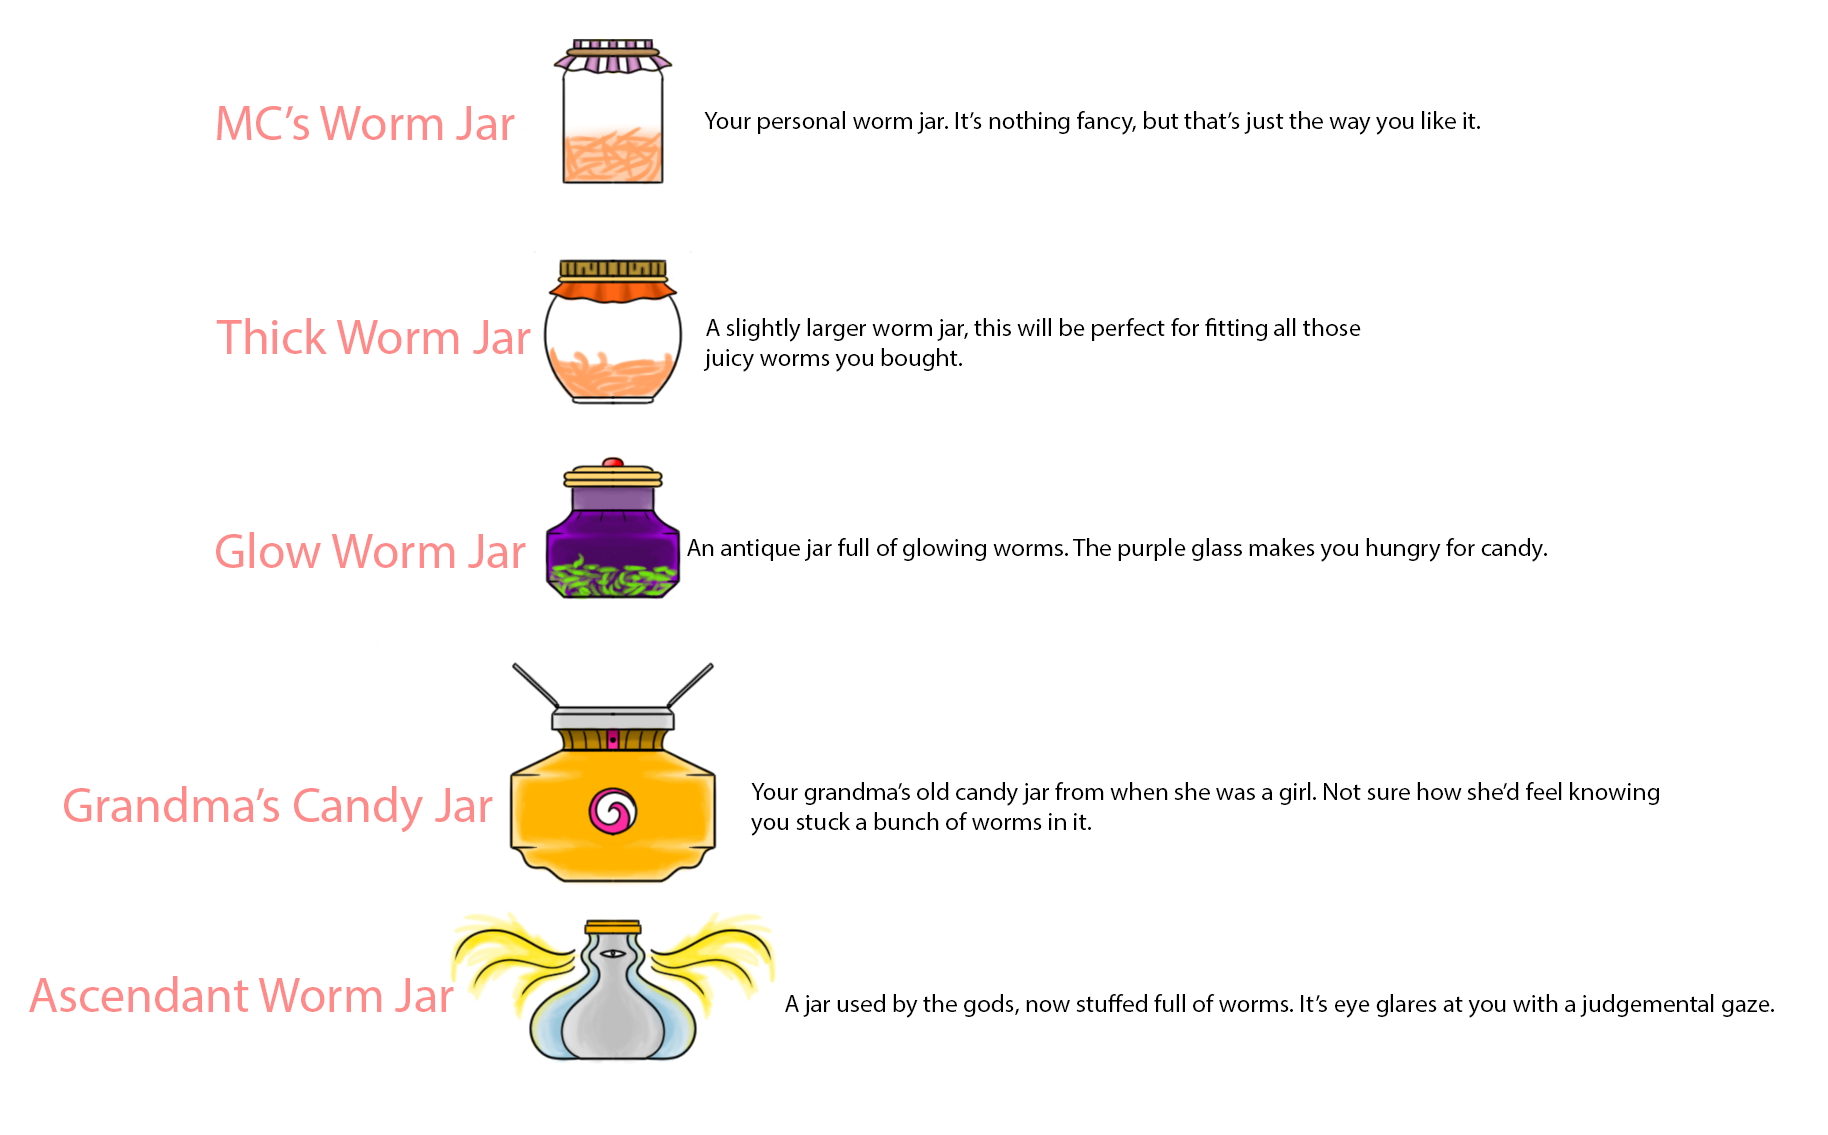 MC’s Worm Jar
Your personal worm jar. It’s nothing fancy, but that’s just the way you like it.
Thick Worm Jar
A slightly larger worm jar, this will be perfect for fitting all those
juicy worms you bought.
Glow Worm Jar
An antique jar full of glowing worms. The purple glass makes you hungry for candy.
Grandma’s Candy Jar
Your grandma’s old candy jar from when she was a girl. Not sure how she’d feel knowing
you stuck a bunch of worms in it.
Ascendant Worm Jar
A jar used by the gods, now stuffed full of worms. It’s eye glares at you with a judgemental gaze.